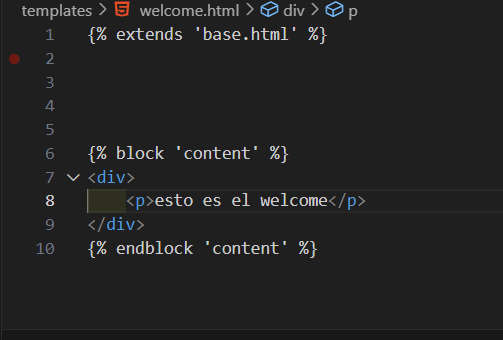 templates > welcome.html > div > p
1 {% extends 'base.html' %}
2
3
4
5
6 {% block 'content' %}
7 <div>
8 <p>esto es el welcome</p>
9 </div>
10 {% endblock 'content' %}